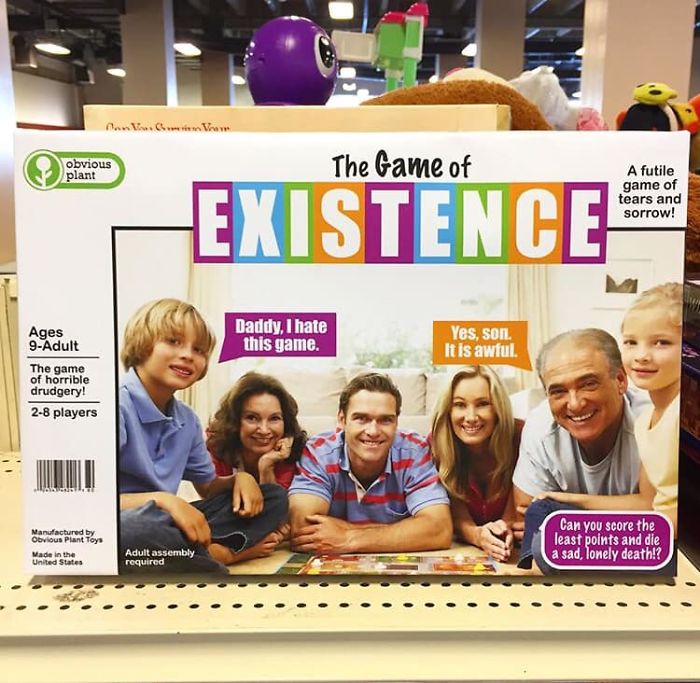 Can You Survive Your
obvious
plant
The Game of
EXISTENCE
A futile
game of
tears and
sorrow!
Ages
9-Adult
The game
of horrible
drudgery!
2-8 players
Daddy, I hate
this game.
Yes, son.
It is awful.
Manufactured by
Obvious Plant Toys
Made in the
United States
Adult assembly
required
Can you score the
least points and die
a sad, lonely death!?